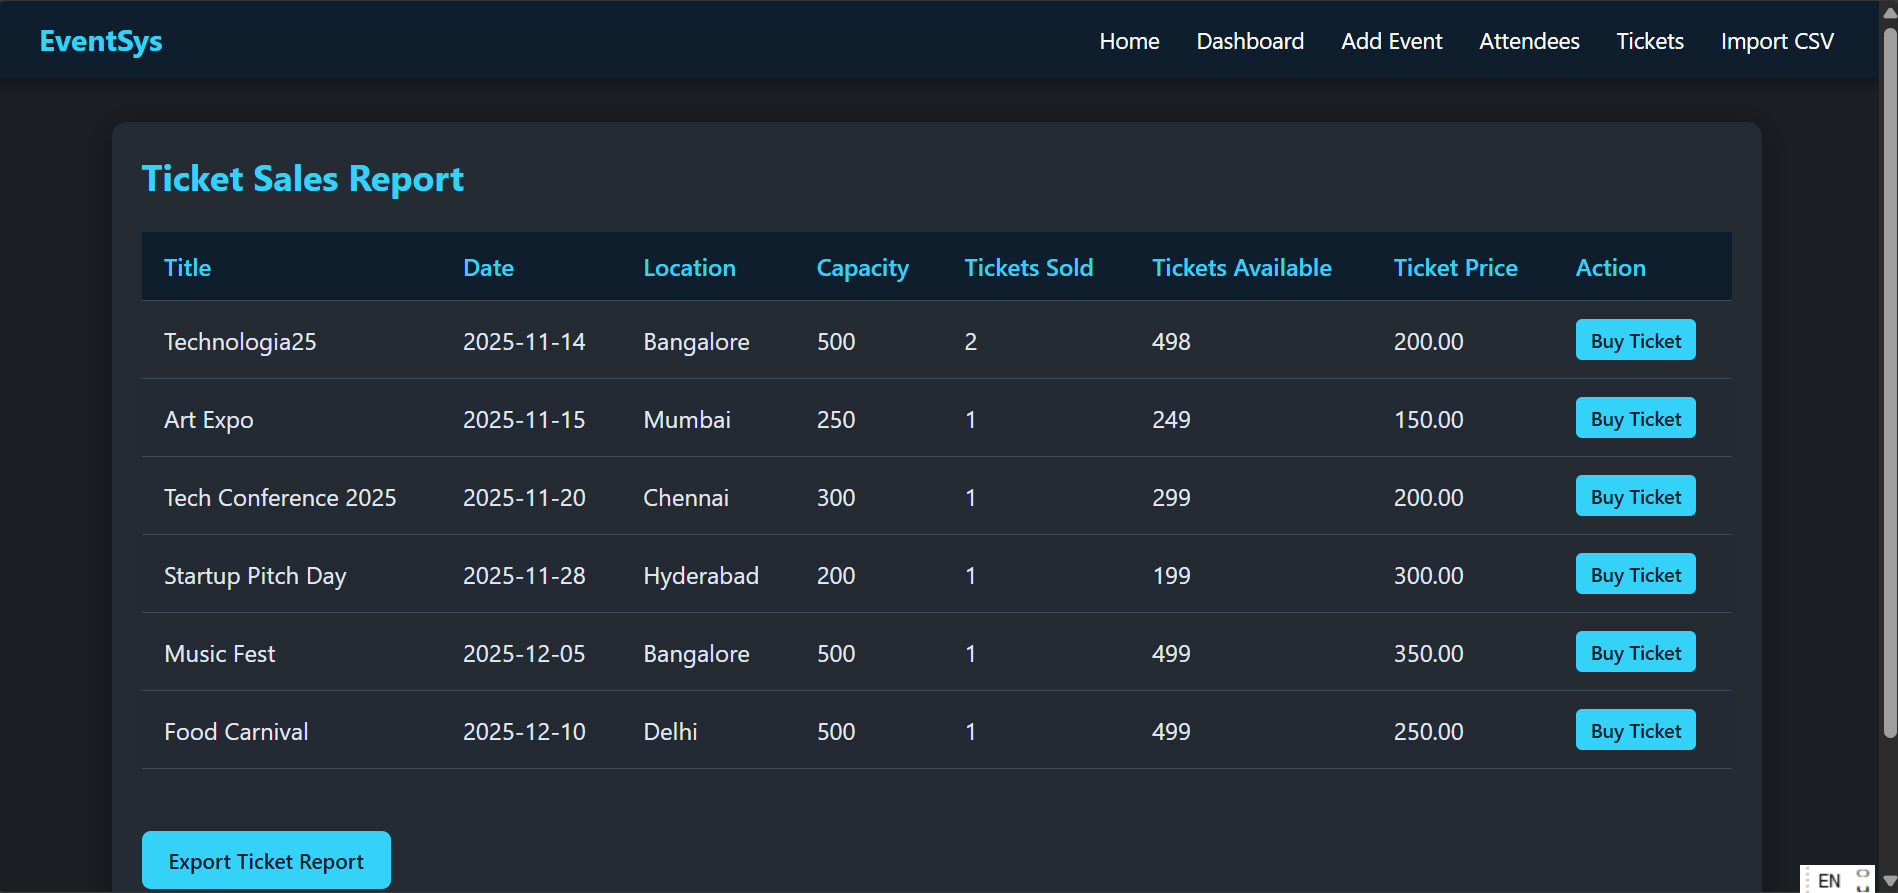 EventSys Home Dashboard Add Event Attendees Tickets Import CSV
Ticket Sales Report
Title Date Location Capacity Tickets Sold Tickets Available Ticket Price Action
Technologia25 2025-11-14 Bangalore 500 2 498 200.00 Buy Ticket
Art Expo 2025-11-15 Mumbai 250 1 249 150.00 Buy Ticket
Tech Conference 2025 2025-11-20 Chennai 300 1 299 200.00 Buy Ticket
Startup Pitch Day 2025-11-28 Hyderabad 200 1 199 300.00 Buy Ticket
Music Fest 2025-12-05 Bangalore 500 1 499 350.00 Buy Ticket
Food Carnival 2025-12-10 Delhi 500 1 499 250.00 Buy Ticket
Export Ticket Report
EN